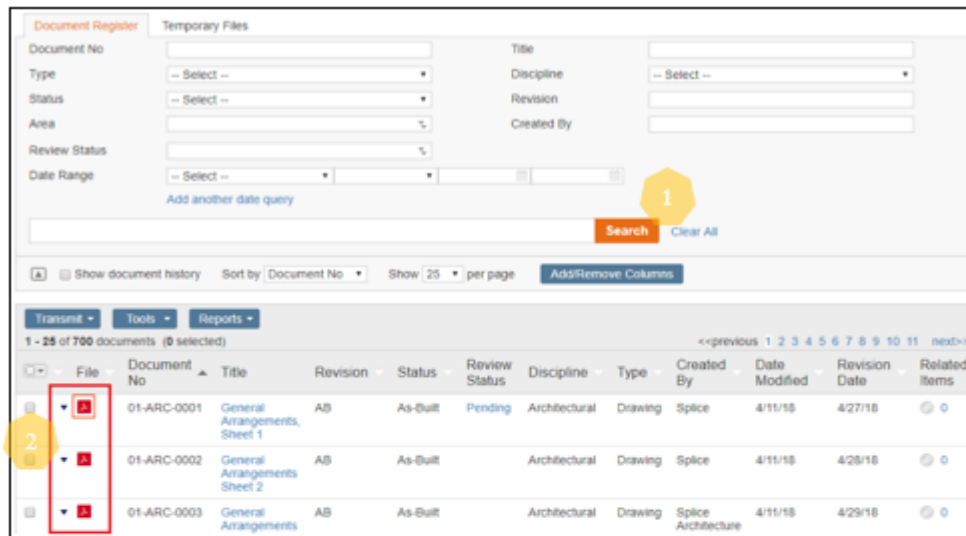 Document Register Temporary Files
Document No Title
Type -- Select -- Discipline -- Select --
Status -- Select -- Revision
Area Created By
Review Status
Date Range -- Select --
Add another date query
1
Search Clear All
Show document history Sort by Document No Show 25 per page Add/Remove Columns
Transmit Tools Reports
1 - 25 of 700 documents (0 selected) <<previous 1 2 3 4 5 6 7 8 9 10 11 next>>
File Document No Title Revision Status Review Status Discipline Type Created By Date Modified Revision Date Related Items
01-ARC-0001 General Arrangements, Sheet 1 AB As-Built Pending Architectural Drawing Splice 4/11/18 4/27/18 0
2
01-ARC-0002 General Arrangements Sheet 2 AB As-Built Architectural Drawing Splice 4/11/18 4/28/18 0
01-ARC-0003 General Arrangements AB As-Built Architectural Drawing Splice Architecture 4/11/18 4/29/18 0